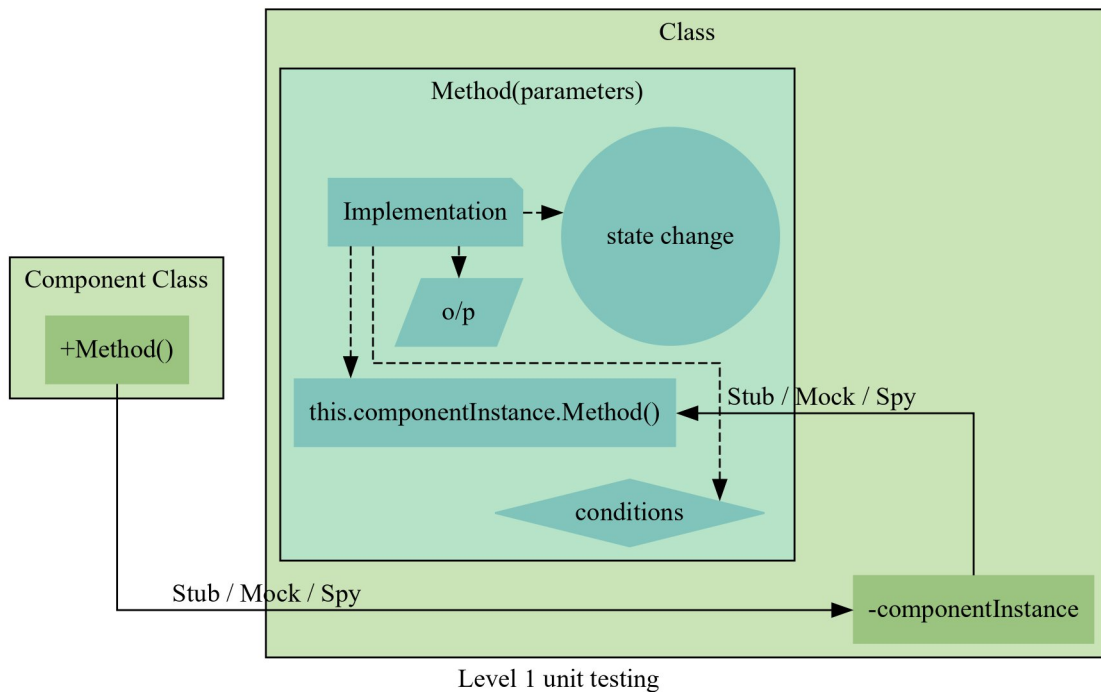 Class
Method(parameters)
Implementation
state change
Component Class
o/p
+Method()
this.componentInstance.Method()
Stub / Mock / Spy
conditions
Stub / Mock / Spy
-componentInstance
Level 1 unit testing